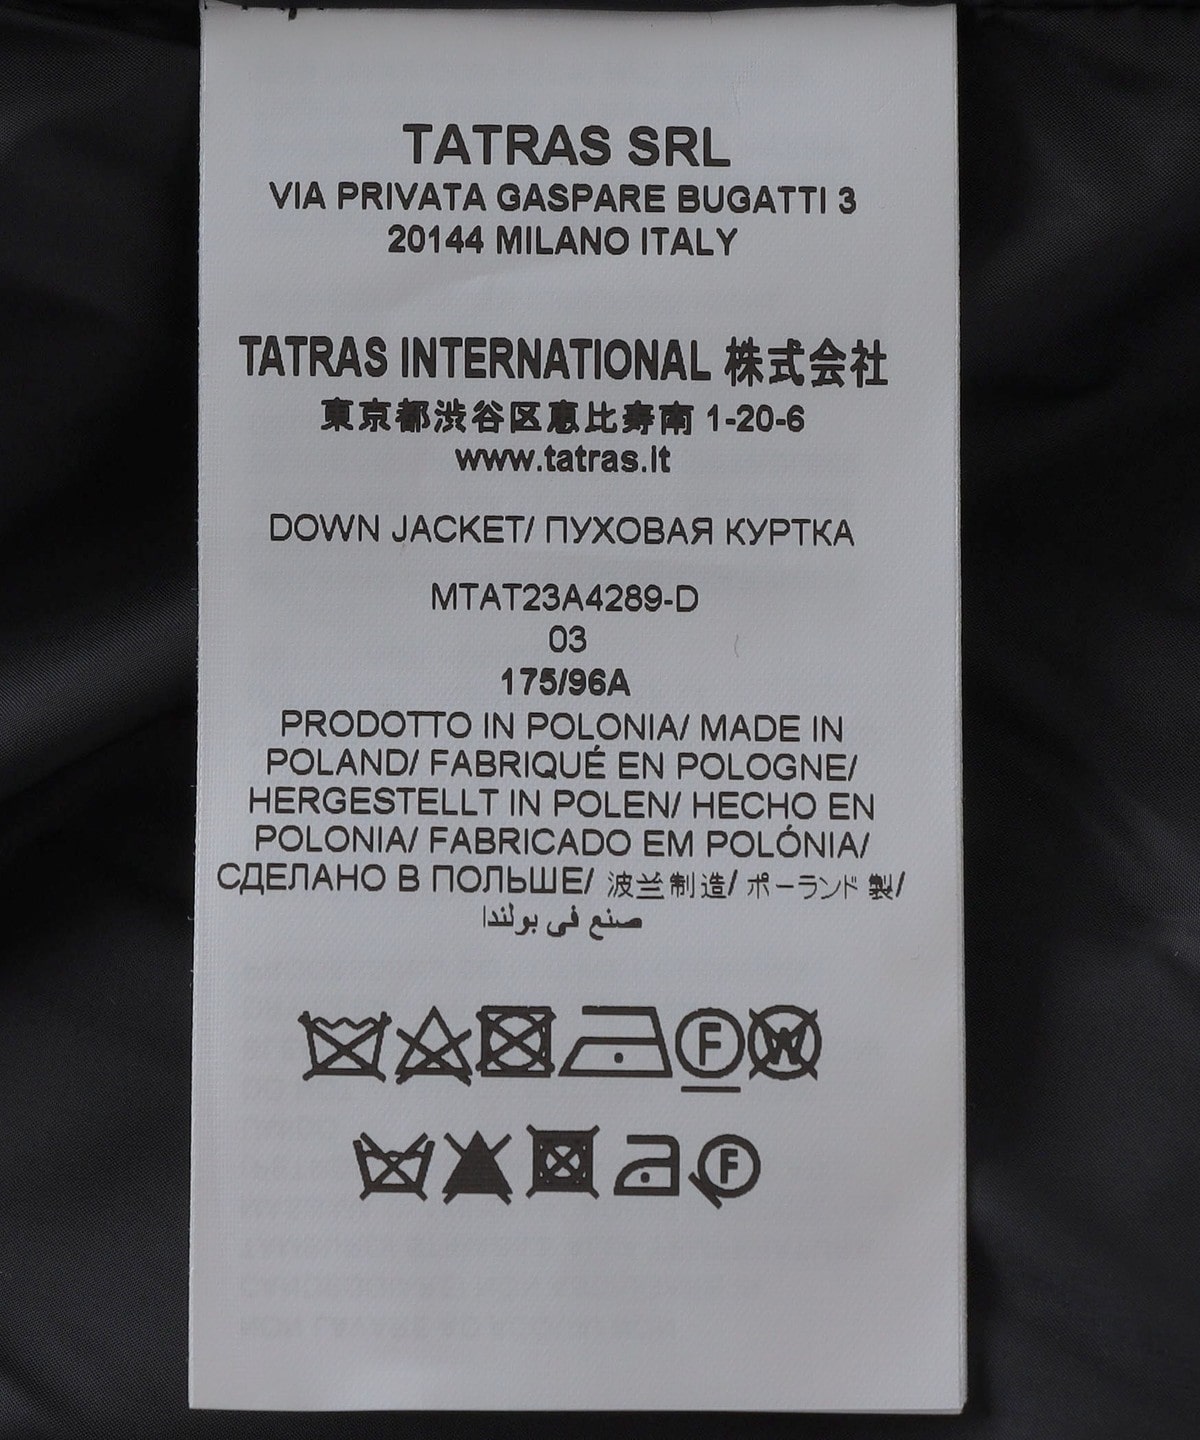 TATRAS SRL
VIA PRIVATA GASPARE BUGATTI 3
20144 MILANO ITALY
TATRAS INTERNATIONAL 株式会社
東京都渋谷区恵比寿南 1-20-6
www.tatras.it
DOWN JACKET/ ПУХОВАЯ КУРТКА
MTAT23A4289-D
03
175/96A
PRODOTTO IN POLONIA/ MADE IN
POLAND/ FABRIQUÉ EN POLOGNE/
HERGESTELLT IN POLEN/ HECHO EN
POLONIA/ FABRICADO EM POLÓNIA/
СДЕЛАНО В ПОЛЬШЕ/ 波兰制造/ ポーランド 製/
صنع في بولندا
F W
F